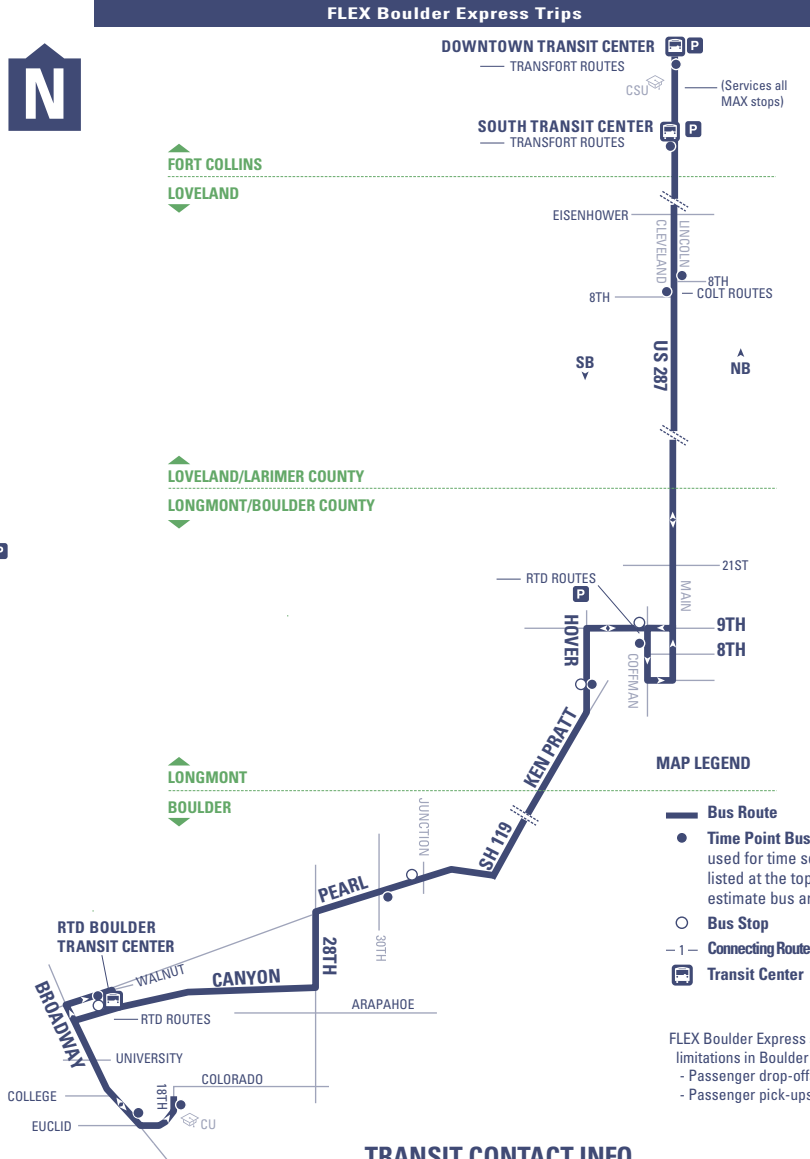 FLEX Boulder Express Trips
N
DOWNTOWN TRANSIT CENTER
P
TRANSFORT ROUTES
CSU
(Services all
MAX stops)
SOUTH TRANSIT CENTER
P
TRANSFORT ROUTES
FORT COLLINS
LOVELAND
EISENHOWER
CLEVELAND
LINCOLN
8TH
COLT ROUTES
8TH
SB
US 287
NB
LOVELAND/LARIMER COUNTY
LONGMONT/BOULDER COUNTY
P
21ST
RTD ROUTES
P
MAIN
HOVER
9TH
8TH
COFFMAN
KEN PRATT
LONGMONT
BOULDER
JUNCTION
SH 119
PEARL
28TH
30TH
RTD BOULDER
TRANSIT CENTER
WALNUT
CANYON
BROADWAY
RTD ROUTES
ARAPAHOE
UNIVERSITY
COLORADO
18TH
COLLEGE
CU
EUCLID
MAP LEGEND
Bus Route
Time Point Bus
used for time s
listed at the top
estimate bus a
Bus Stop
– 1 – Connecting Route
Transit Center
FLEX Boulder Express
limitations in Boulder
- Passenger drop-off
- Passenger pick-ups
TRANSIT CONTACT INFO